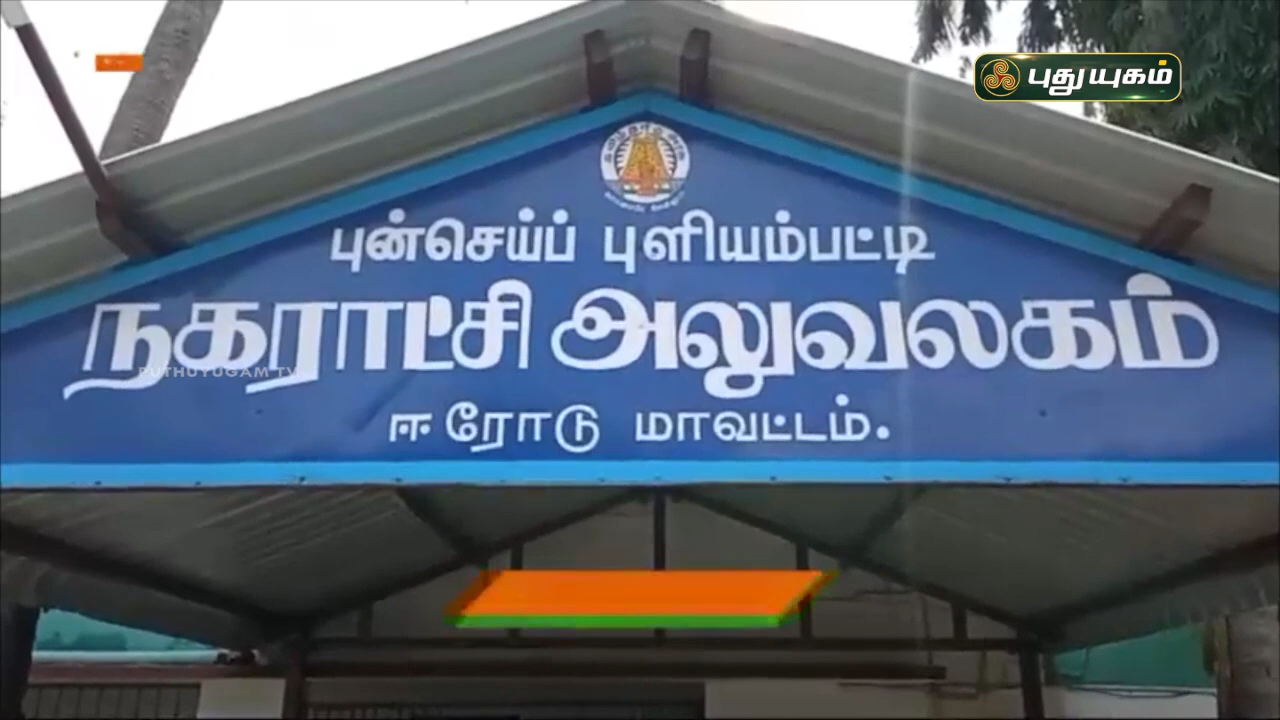 புதுயுகம்
புன்செய்ப் புளியம்பட்டி
நகராட்சி அலுவலகம்
PUTHUYUGAM TV
ஈரோடு மாவட்டம்.